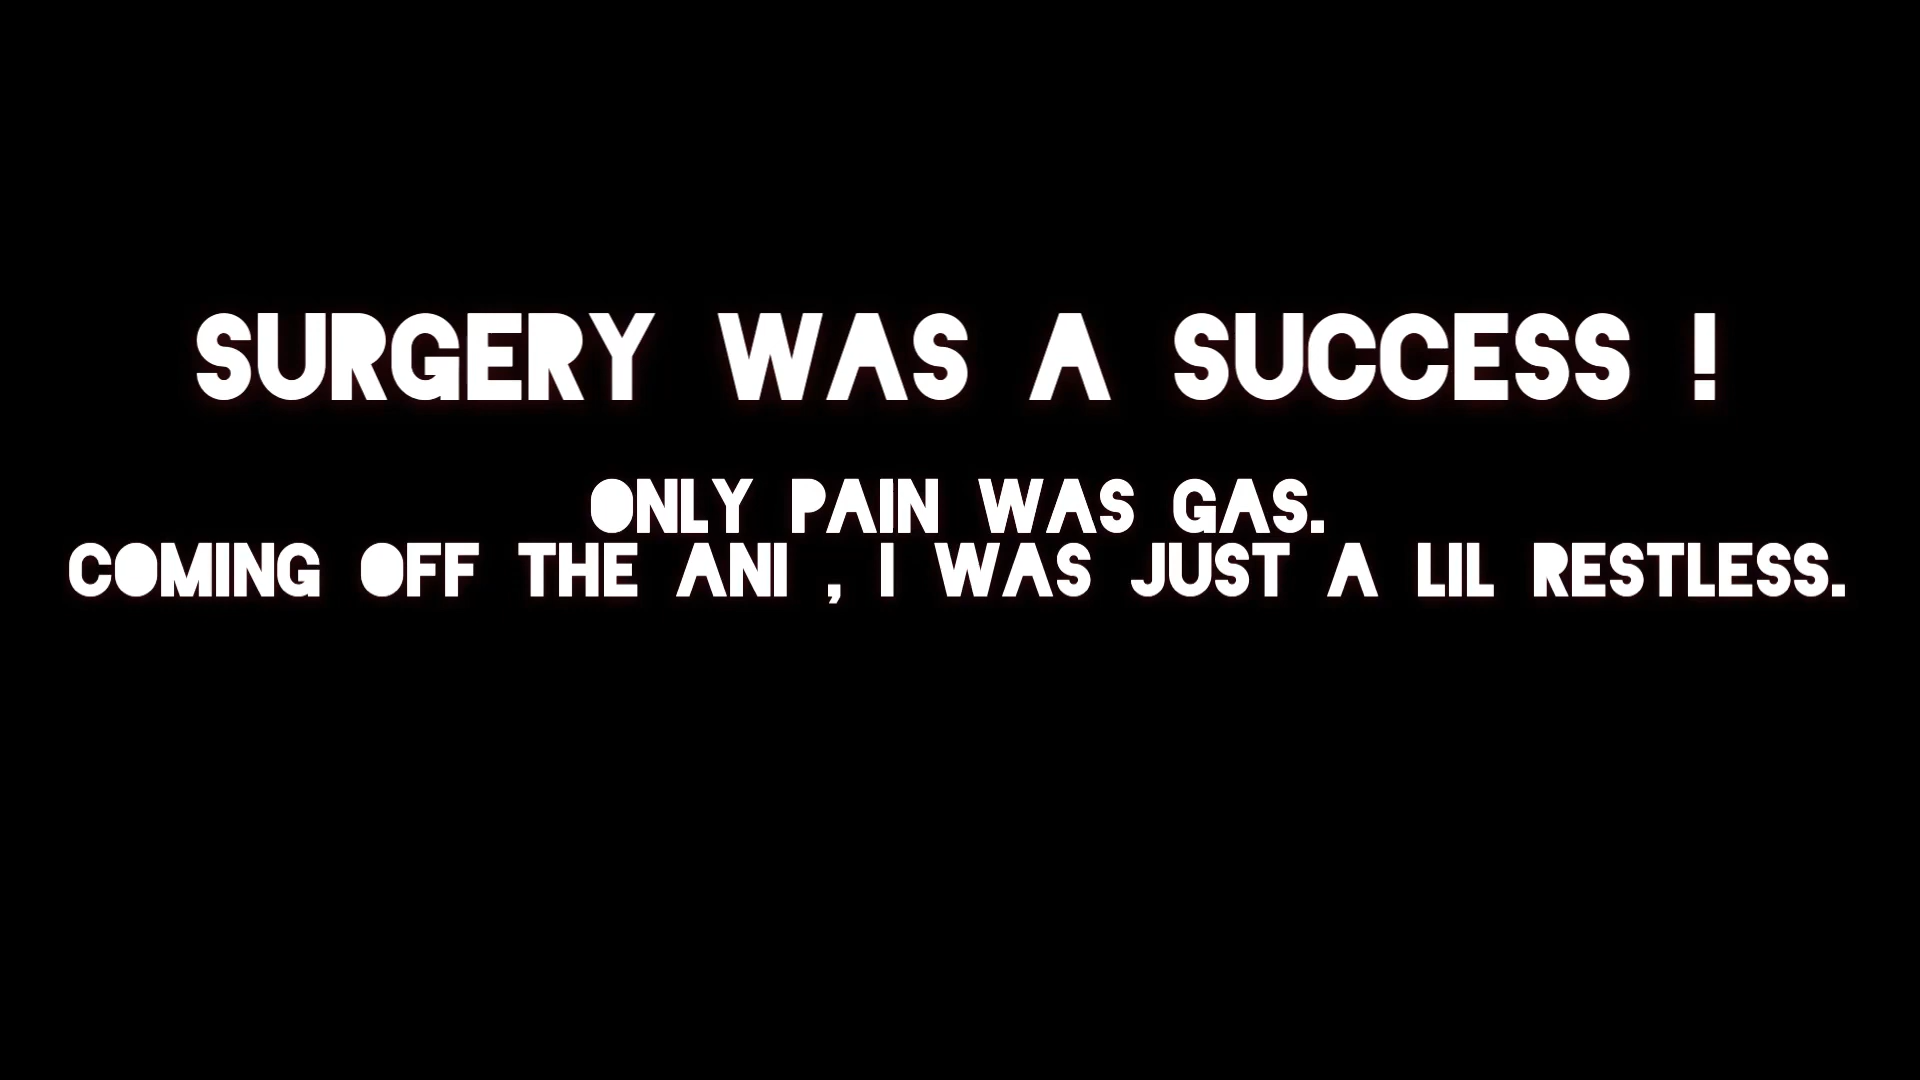 SURGERY WAS A SUCCESS !
ONLY PAIN WAS GAS.
COMING OFF THE ANI , I WAS JUST A LIL RESTLESS.